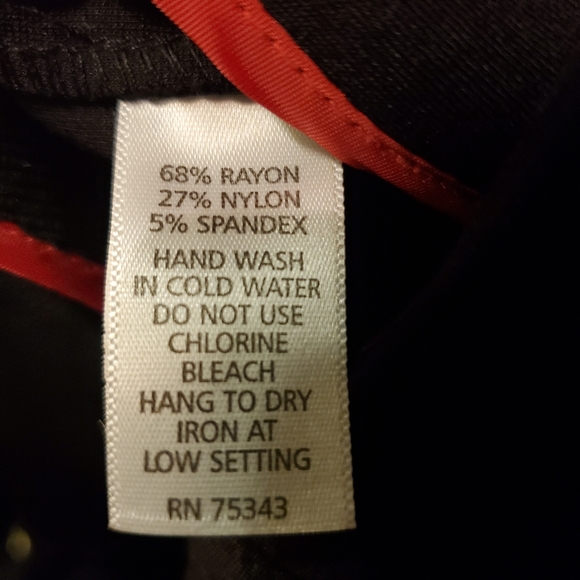 68% RAYON
27% NYLON
5% SPANDEX
HAND WASH
IN COLD WATER
DO NOT USE
CHLORINE
BLEACH
HANG TO DRY
IRON AT
LOW SETTING
RN 75343